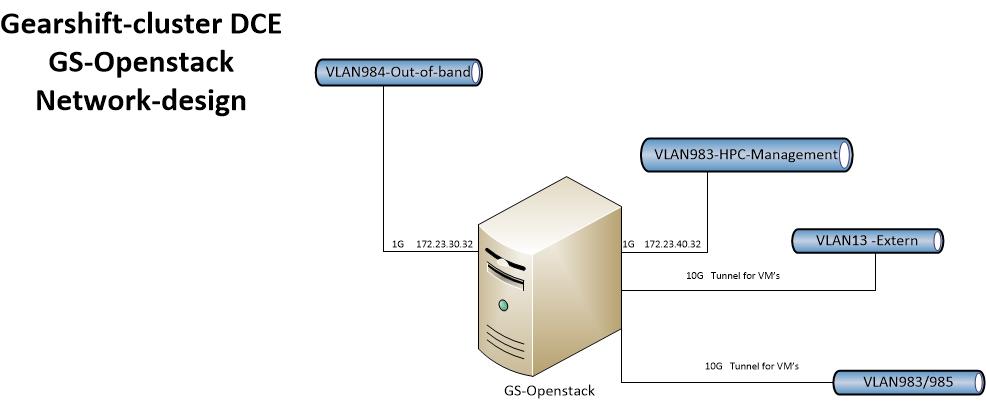 Gearshift-cluster DCE
GS-Openstack
Network-design
VLAN984-Out-of-band
VLAN983-HPC-Management
VLAN13 -Extern
1G 172.23.30.32
1G 172.23.40.32
10G Tunnel for VM's
10G Tunnel for VM's
VLAN983/985
GS-Openstack